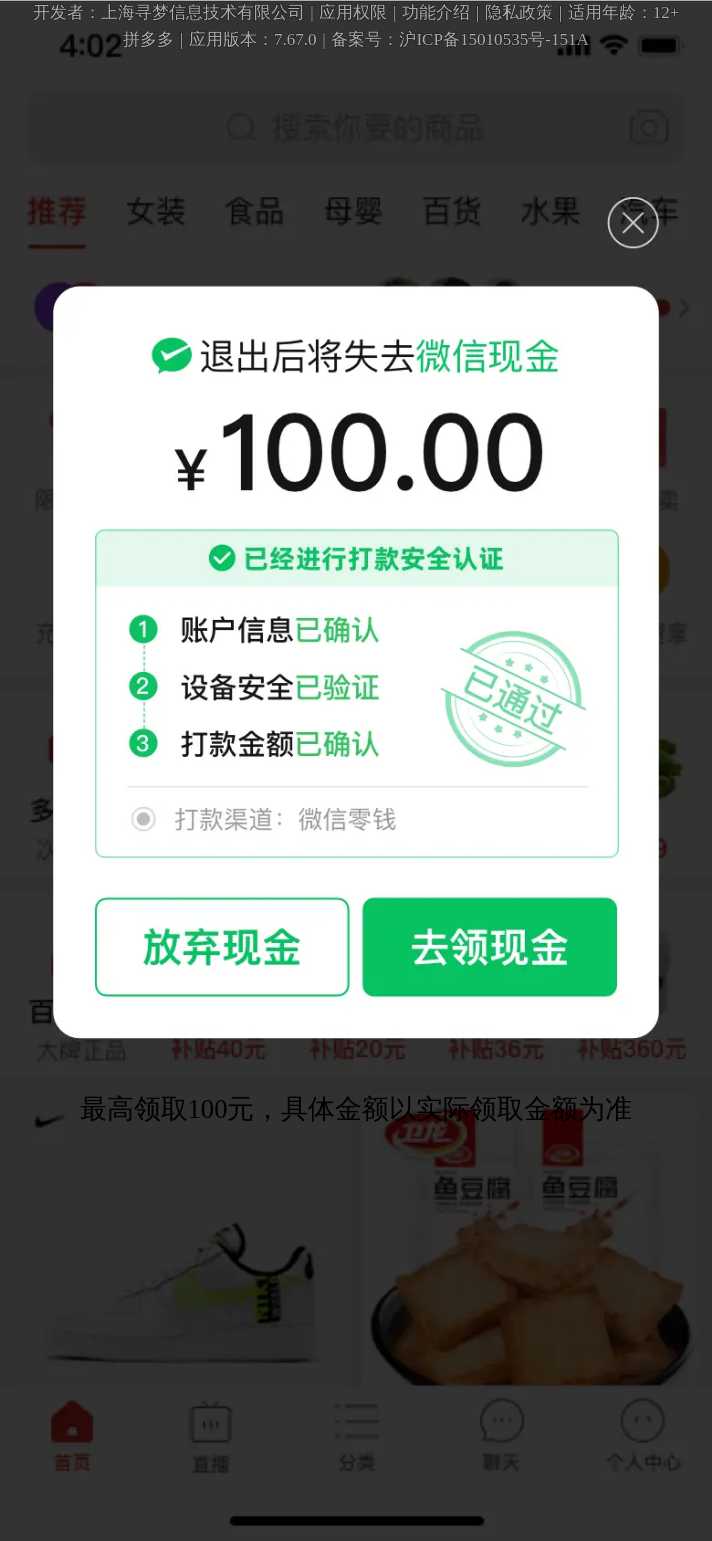 开发者：上海寻梦信息技术有限公司 | 应用权限 | 功能介绍 | 隐私政策 | 适用年龄：12+
拼多多 | 应用版本：7.67.0 | 备案号：沪ICP备15010535号-151A
4:02
搜索你要的商品
推荐 女装 食品 母婴 百货 水果 汽车
退出后将失去微信现金
¥100.00
已经进行打款安全认证
1 账户信息已确认
2 设备安全已验证
3 打款金额已确认
已通过
打款渠道：微信零钱
放弃现金 去领现金
大牌正品 补贴40元 补贴20元 补贴36元 补贴360元
最高领取100元，具体金额以实际领取金额为准
卫龙
鱼豆腐 鱼豆腐
首页 直播 分类 聊天 个人中心